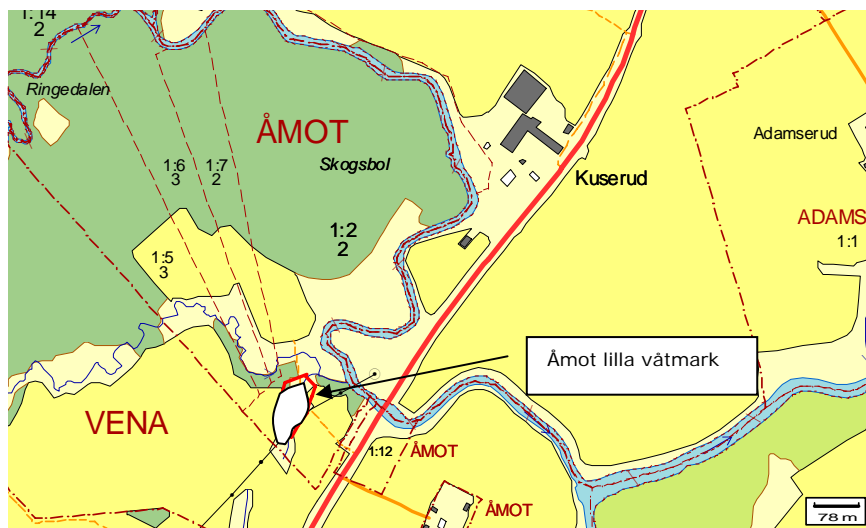 1:14
2
Ringedalen
ÅMOT
Skogsbol
1:6
3
1:7
2
1:2
2
1:5
3
Kuserud
Adamserud
ADAMS
1:1
Åmot lilla våtmark
VENA
1:12
ÅMOT
ÅMOT
78 m